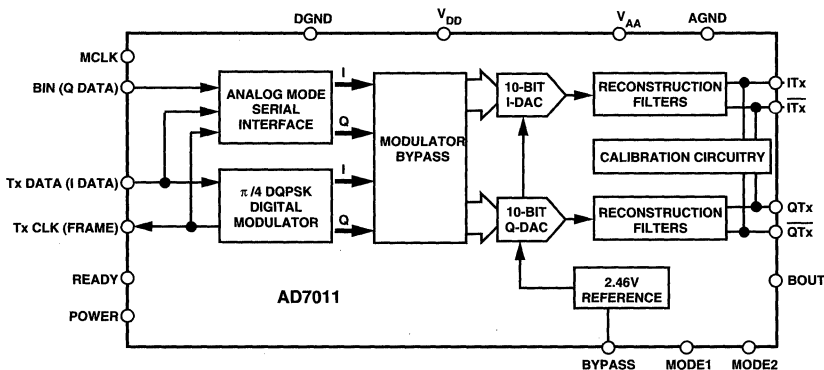 DGND
VDD
VAA
AGND
MCLK
BIN (Q DATA)
ANALOG MODE
SERIAL
INTERFACE
I
Q
MODULATOR
BYPASS
10-BIT
I-DAC
RECONSTRUCTION
FILTERS
ITx
ITx
CALIBRATION CIRCUITRY
Tx DATA (I DATA)
π/4 DQPSK
DIGITAL
MODULATOR
I
Q
10-BIT
Q-DAC
RECONSTRUCTION
FILTERS
QTx
QTx
Tx CLK (FRAME)
READY
POWER
AD7011
2.46V
REFERENCE
BOUT
BYPASS
MODE1
MODE2